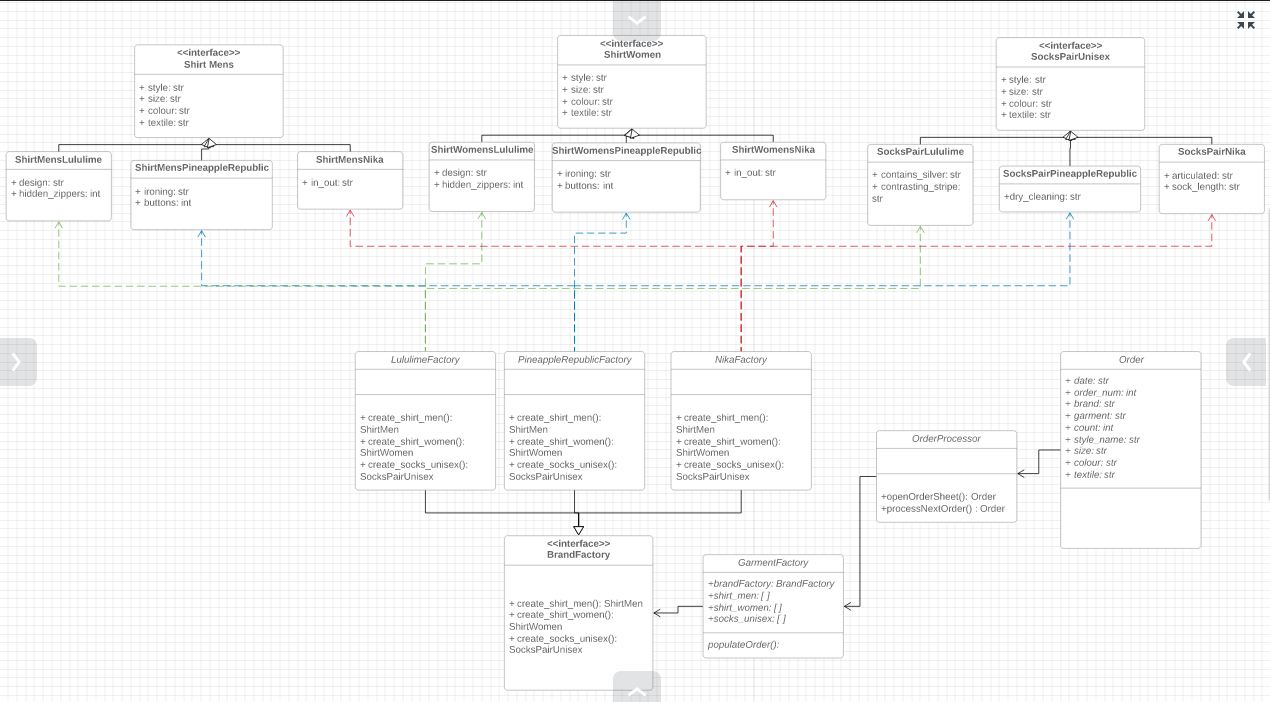 <<interface>>
Shirt Mens
+ style: str
+ size: str
+ colour: str
+ textile: str
<<interface>>
ShirtWomen
+ style: str
+ size: str
+ colour: str
+ textile: str
<<interface>>
SocksPairUnisex
+ style: str
+ size: str
+ colour: str
+ textile: str
ShirtMensLululime
+ design: str
+ hidden_zippers: int
ShirtMensPineappleRepublic
+ ironing: str
+ buttons: int
ShirtMensNika
+ in_out: str
ShirtWomensLululime
+ design: str
+ hidden_zippers: int
ShirtWomensPineappleRepublic
+ ironing: str
+ buttons: int
ShirtWomensNika
+ in_out: str
SocksPairLululime
+ contains_silver: str
+ contrasting_stripe:
str
SocksPairPineappleRepublic
+dry_cleaning: str
SocksPairNika
+ articulated: str
+ sock_length: str
LululimeFactory
+ create_shirt_men():
ShirtMen
+ create_shirt_women():
ShirtWomen
+ create_socks_unisex():
SocksPairUnisex
PineappleRepublicFactory
+ create_shirt_men():
ShirtMen
+ create_shirt_women():
ShirtWomen
+ create_socks_unisex():
SocksPairUnisex
NikaFactory
+ create_shirt_men():
ShirtMen
+ create_shirt_women():
ShirtWomen
+ create_socks_unisex():
SocksPairUnisex
Order
+ date: str
+ order_num: int
+ brand: str
+ garment: str
+ count: int
+ style_name: str
+ size: str
+ colour: str
+ textile: str
OrderProcessor
+openOrderSheet(): Order
+processNextOrder() : Order
<<interface>>
BrandFactory
+ create_shirt_men(): ShirtMen
+ create_shirt_women():
ShirtWomen
+ create_socks_unisex():
SocksPairUnisex
GarmentFactory
+brandFactory: BrandFactory
+shirt_men: [ ]
+shirt_women: [ ]
+socks_unisex: [ ]
populateOrder():